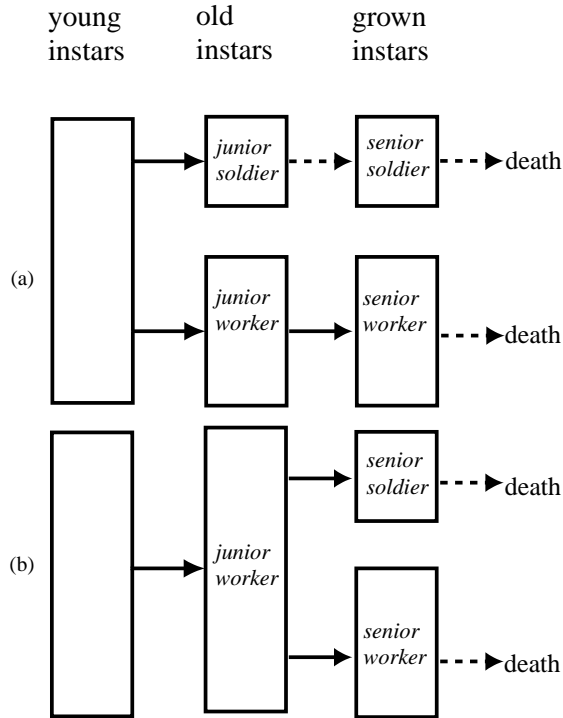 young
instars
old
instars
grown
instars
junior
soldier
senior
soldier
death
(a)
junior
worker
senior
worker
death
senior
soldier
death
(b)
junior
worker
senior
worker
death